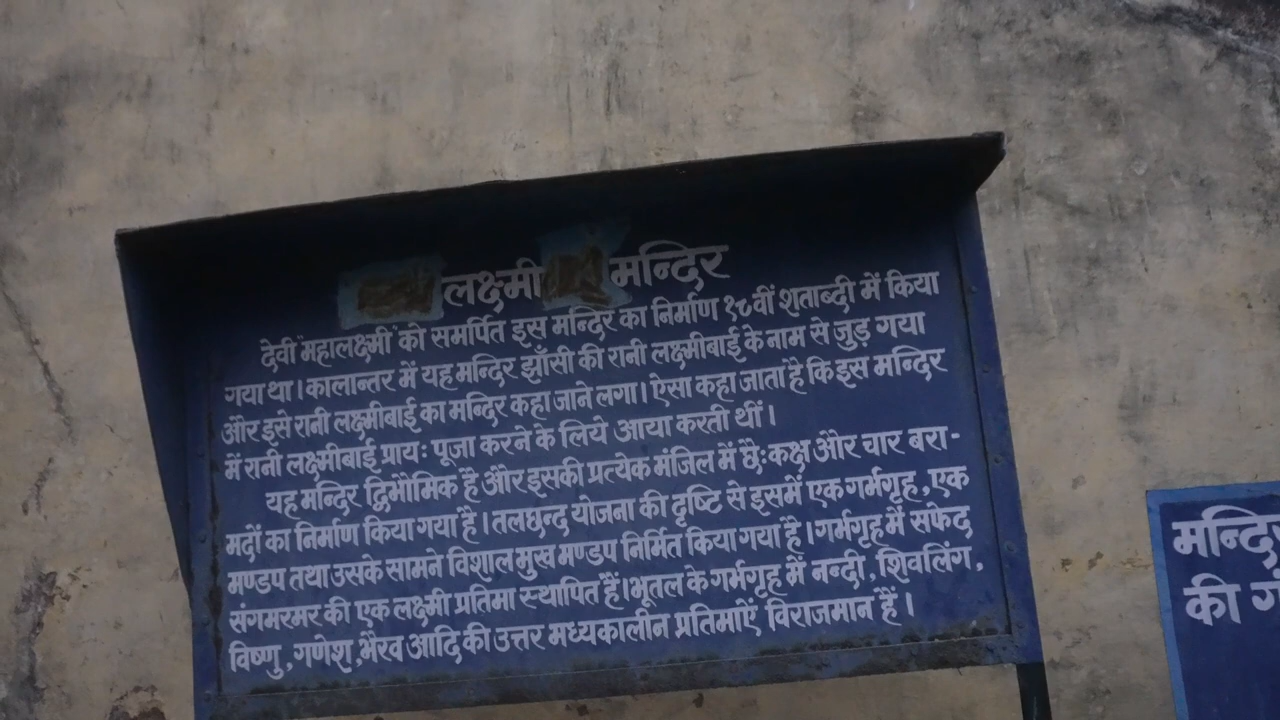 लक्ष्मी मन्दिर
देवी "महालक्ष्मी" को समर्पित इस मन्दिर का निर्माण १८वीं शताब्दी में किया
गया था। कालान्तर में यह मन्दिर झाँसी की रानी लक्ष्मीबाई के नाम से जुड़ गया
और इसे रानी लक्ष्मीबाई का मन्दिर कहा जाने लगा। ऐसा कहा जाता है कि इस मन्दिर
में रानी लक्ष्मीबाई प्रायः पूजा करने के लिये आया करती थीं।
यह मन्दिर द्विभौमिक है और इसकी प्रत्येक मंजिल में छैः कक्ष और चार बरा-
मदों का निर्माण किया गया है। तलछन्द योजना की दृष्टि से इसमें एक गर्भगृह, एक
मण्डप तथा उसके सामने विशाल मुख मण्डप निर्मित किया गया है। गर्भगृह में सफेद
संगमरमर की एक लक्ष्मी प्रतिमा स्थापित हैं। भूतल के गर्भगृह में नन्दी, शिवलिंग,
विष्णु, गणेश, भैरव आदि की उत्तर मध्यकालीन प्रतिमाऐं विराजमान हैं।
मन्दिर
की